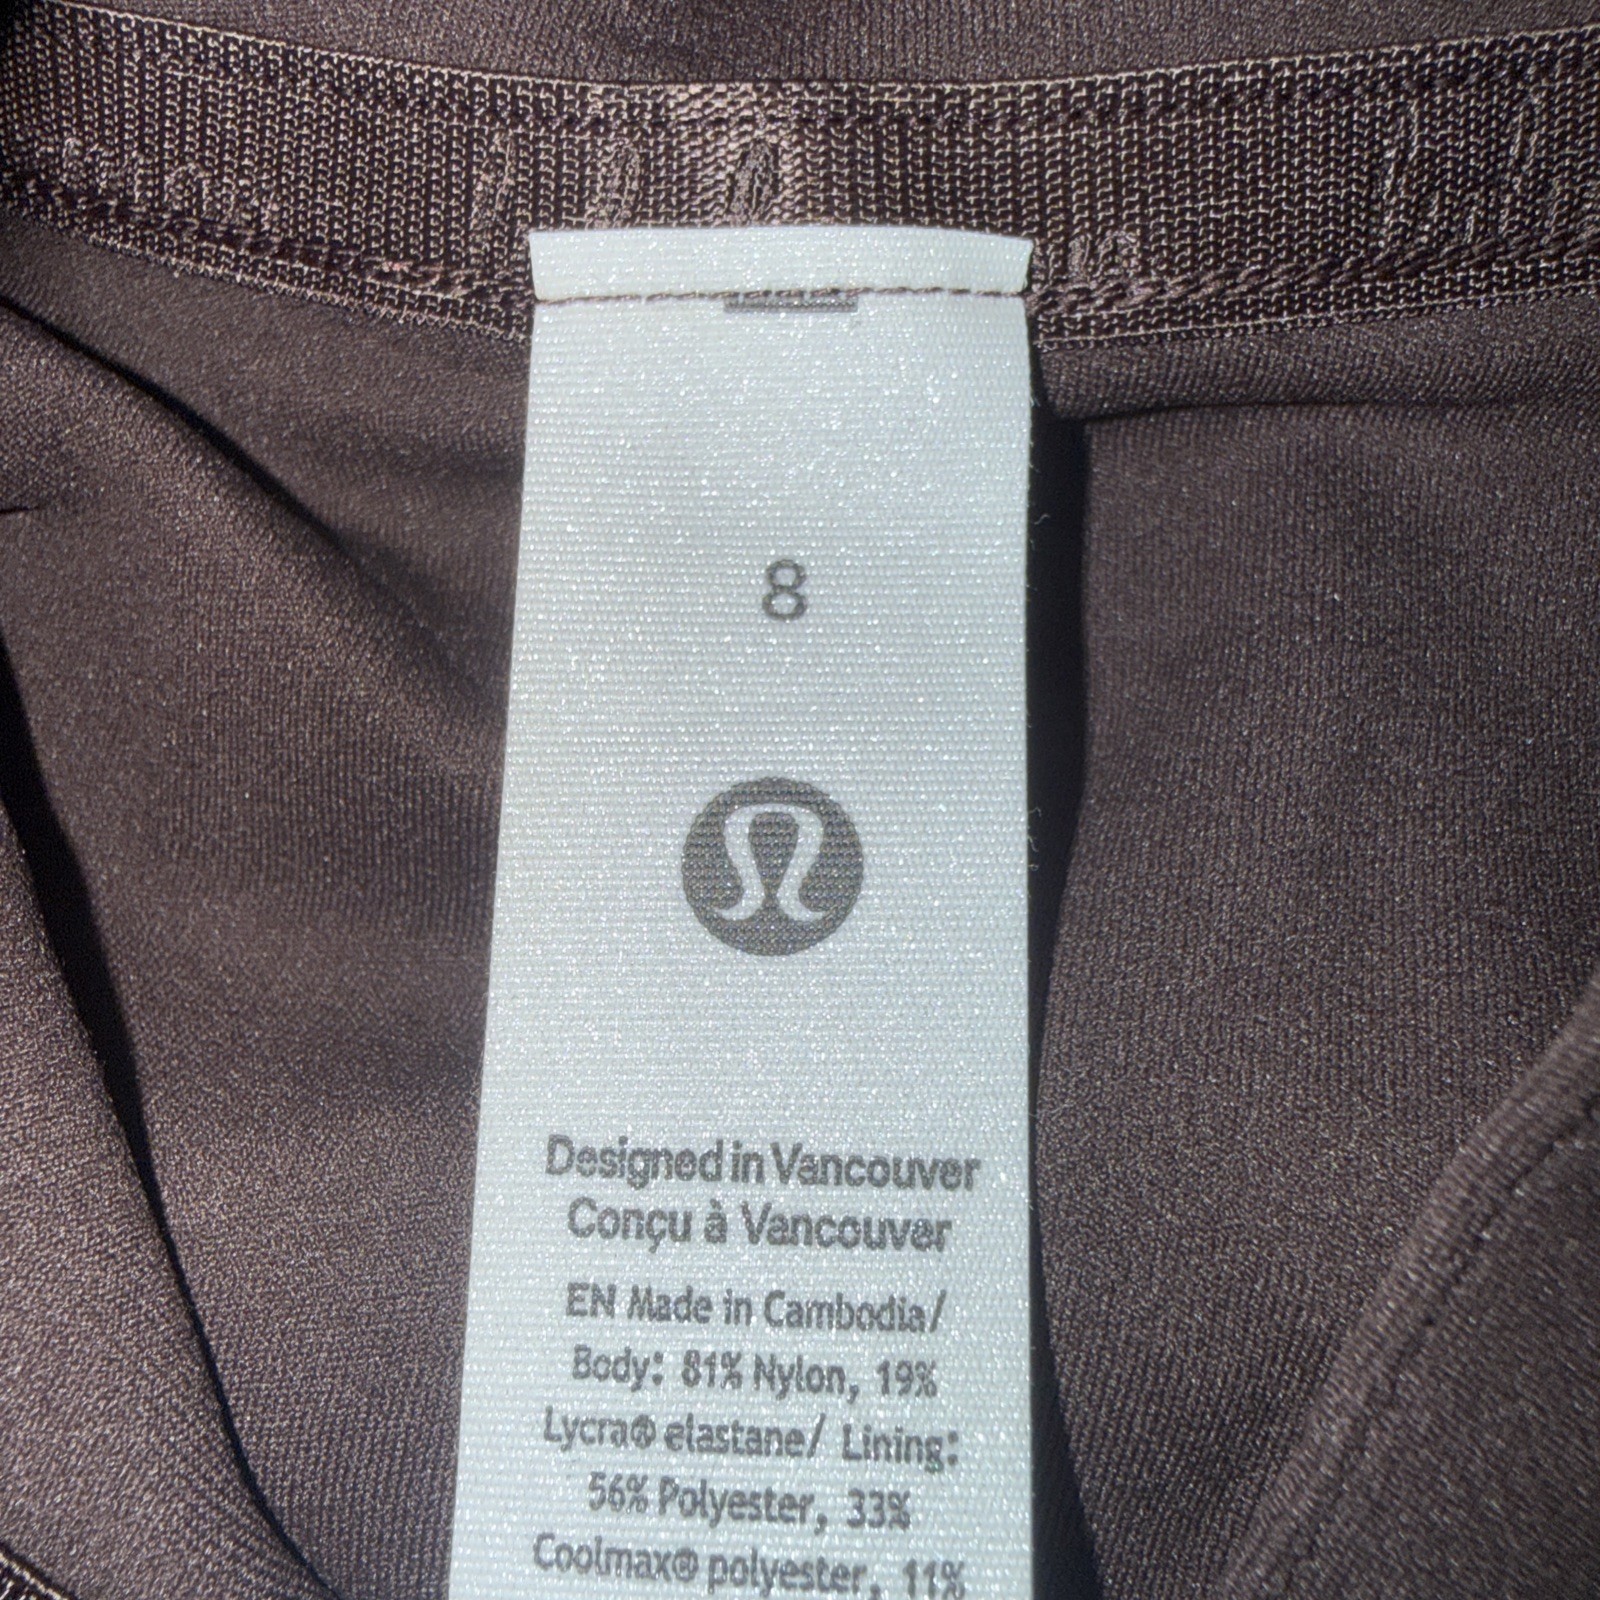 8
Designed in Vancouver
Conçu à Vancouver
EN Made in Cambodia/
Body: 81% Nylon, 19%
Lycra® elastane/ Lining:
56% Polyester, 33%
Coolmax® polyester, 11%